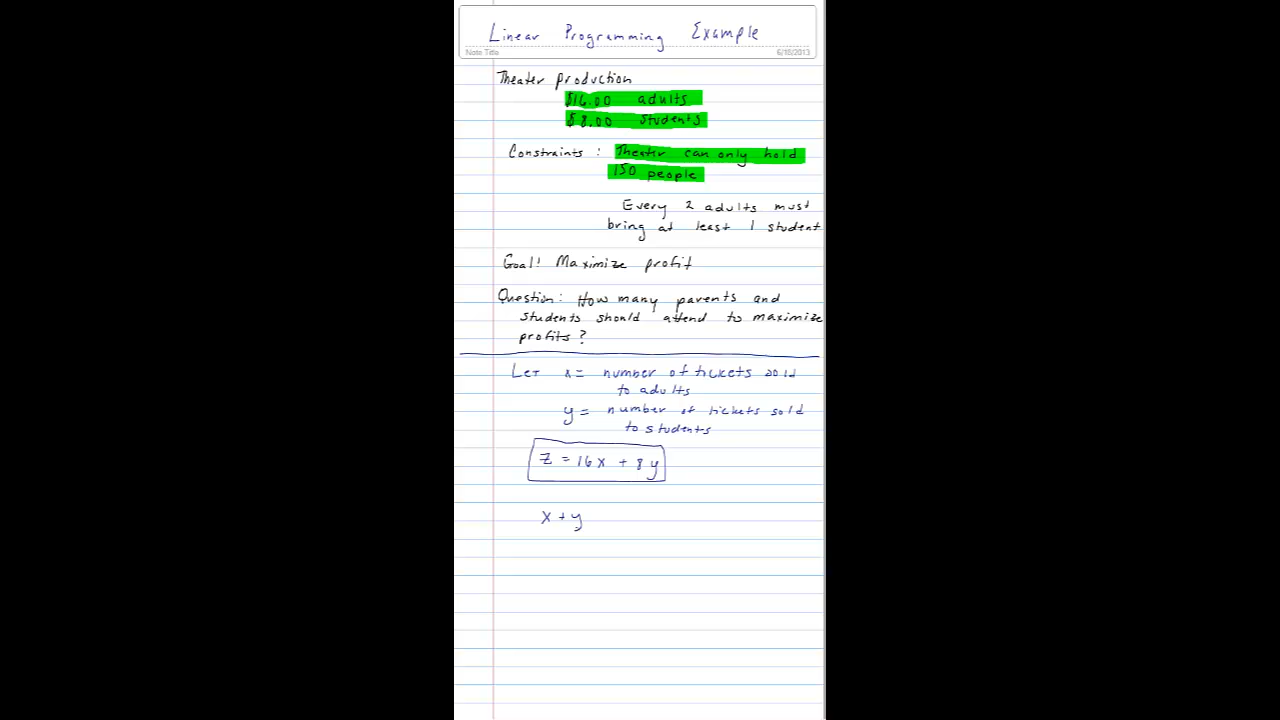 Linear Programming Example
Note Title
6/18/2013
Theater production
$16.00 adults
$8.00 students
Constraints : Theater can only hold
150 people
Every 2 adults must
bring at least 1 student
Goal! Maximize profit
Question: How many parents and
students should attend to maximize
profits?
Let x = number of tickets sold
to adults
y = number of tickets sold
to students
Z = 16x + 8y
x + y